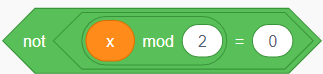 not x mod 2 = 0